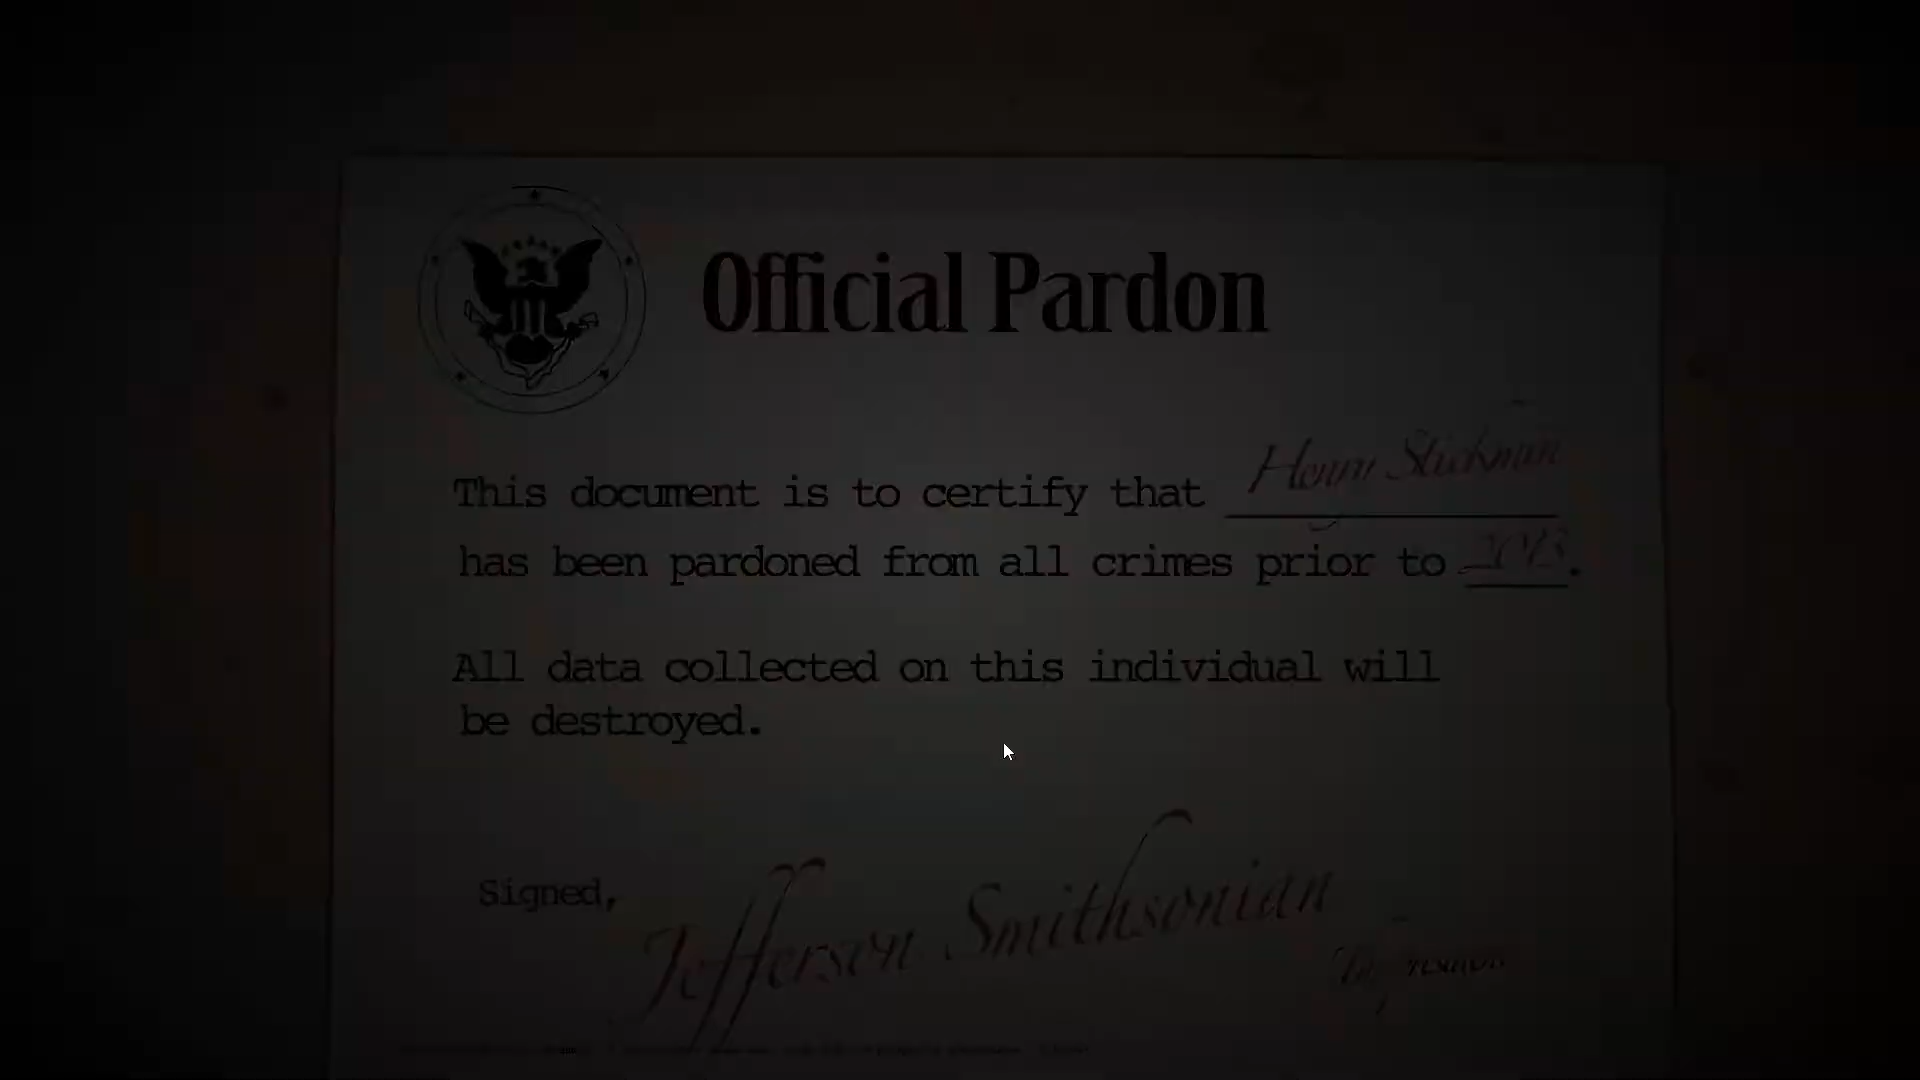 Official Pardon
This document is to certify that Henry Stickmin
has been pardoned from all crimes prior to 2013.
All data collected on this individual will
be destroyed.
Signed,
Jefferson Smithsonian